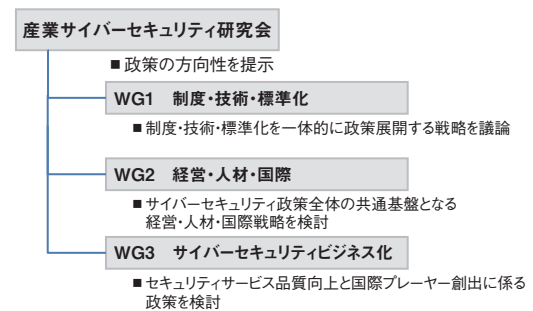 産業サイバーセキュリティ研究会
■ 政策の方向性を提示
WG1 制度・技術・標準化
■ 制度・技術・標準化を一体的に政策展開する戦略を議論
WG2 経営・人材・国際
■ サイバーセキュリティ政策全体の共通基盤となる
経営・人材・国際戦略を検討
WG3 サイバーセキュリティビジネス化
■ セキュリティサービス品質向上と国際プレーヤー創出に係る
政策を検討